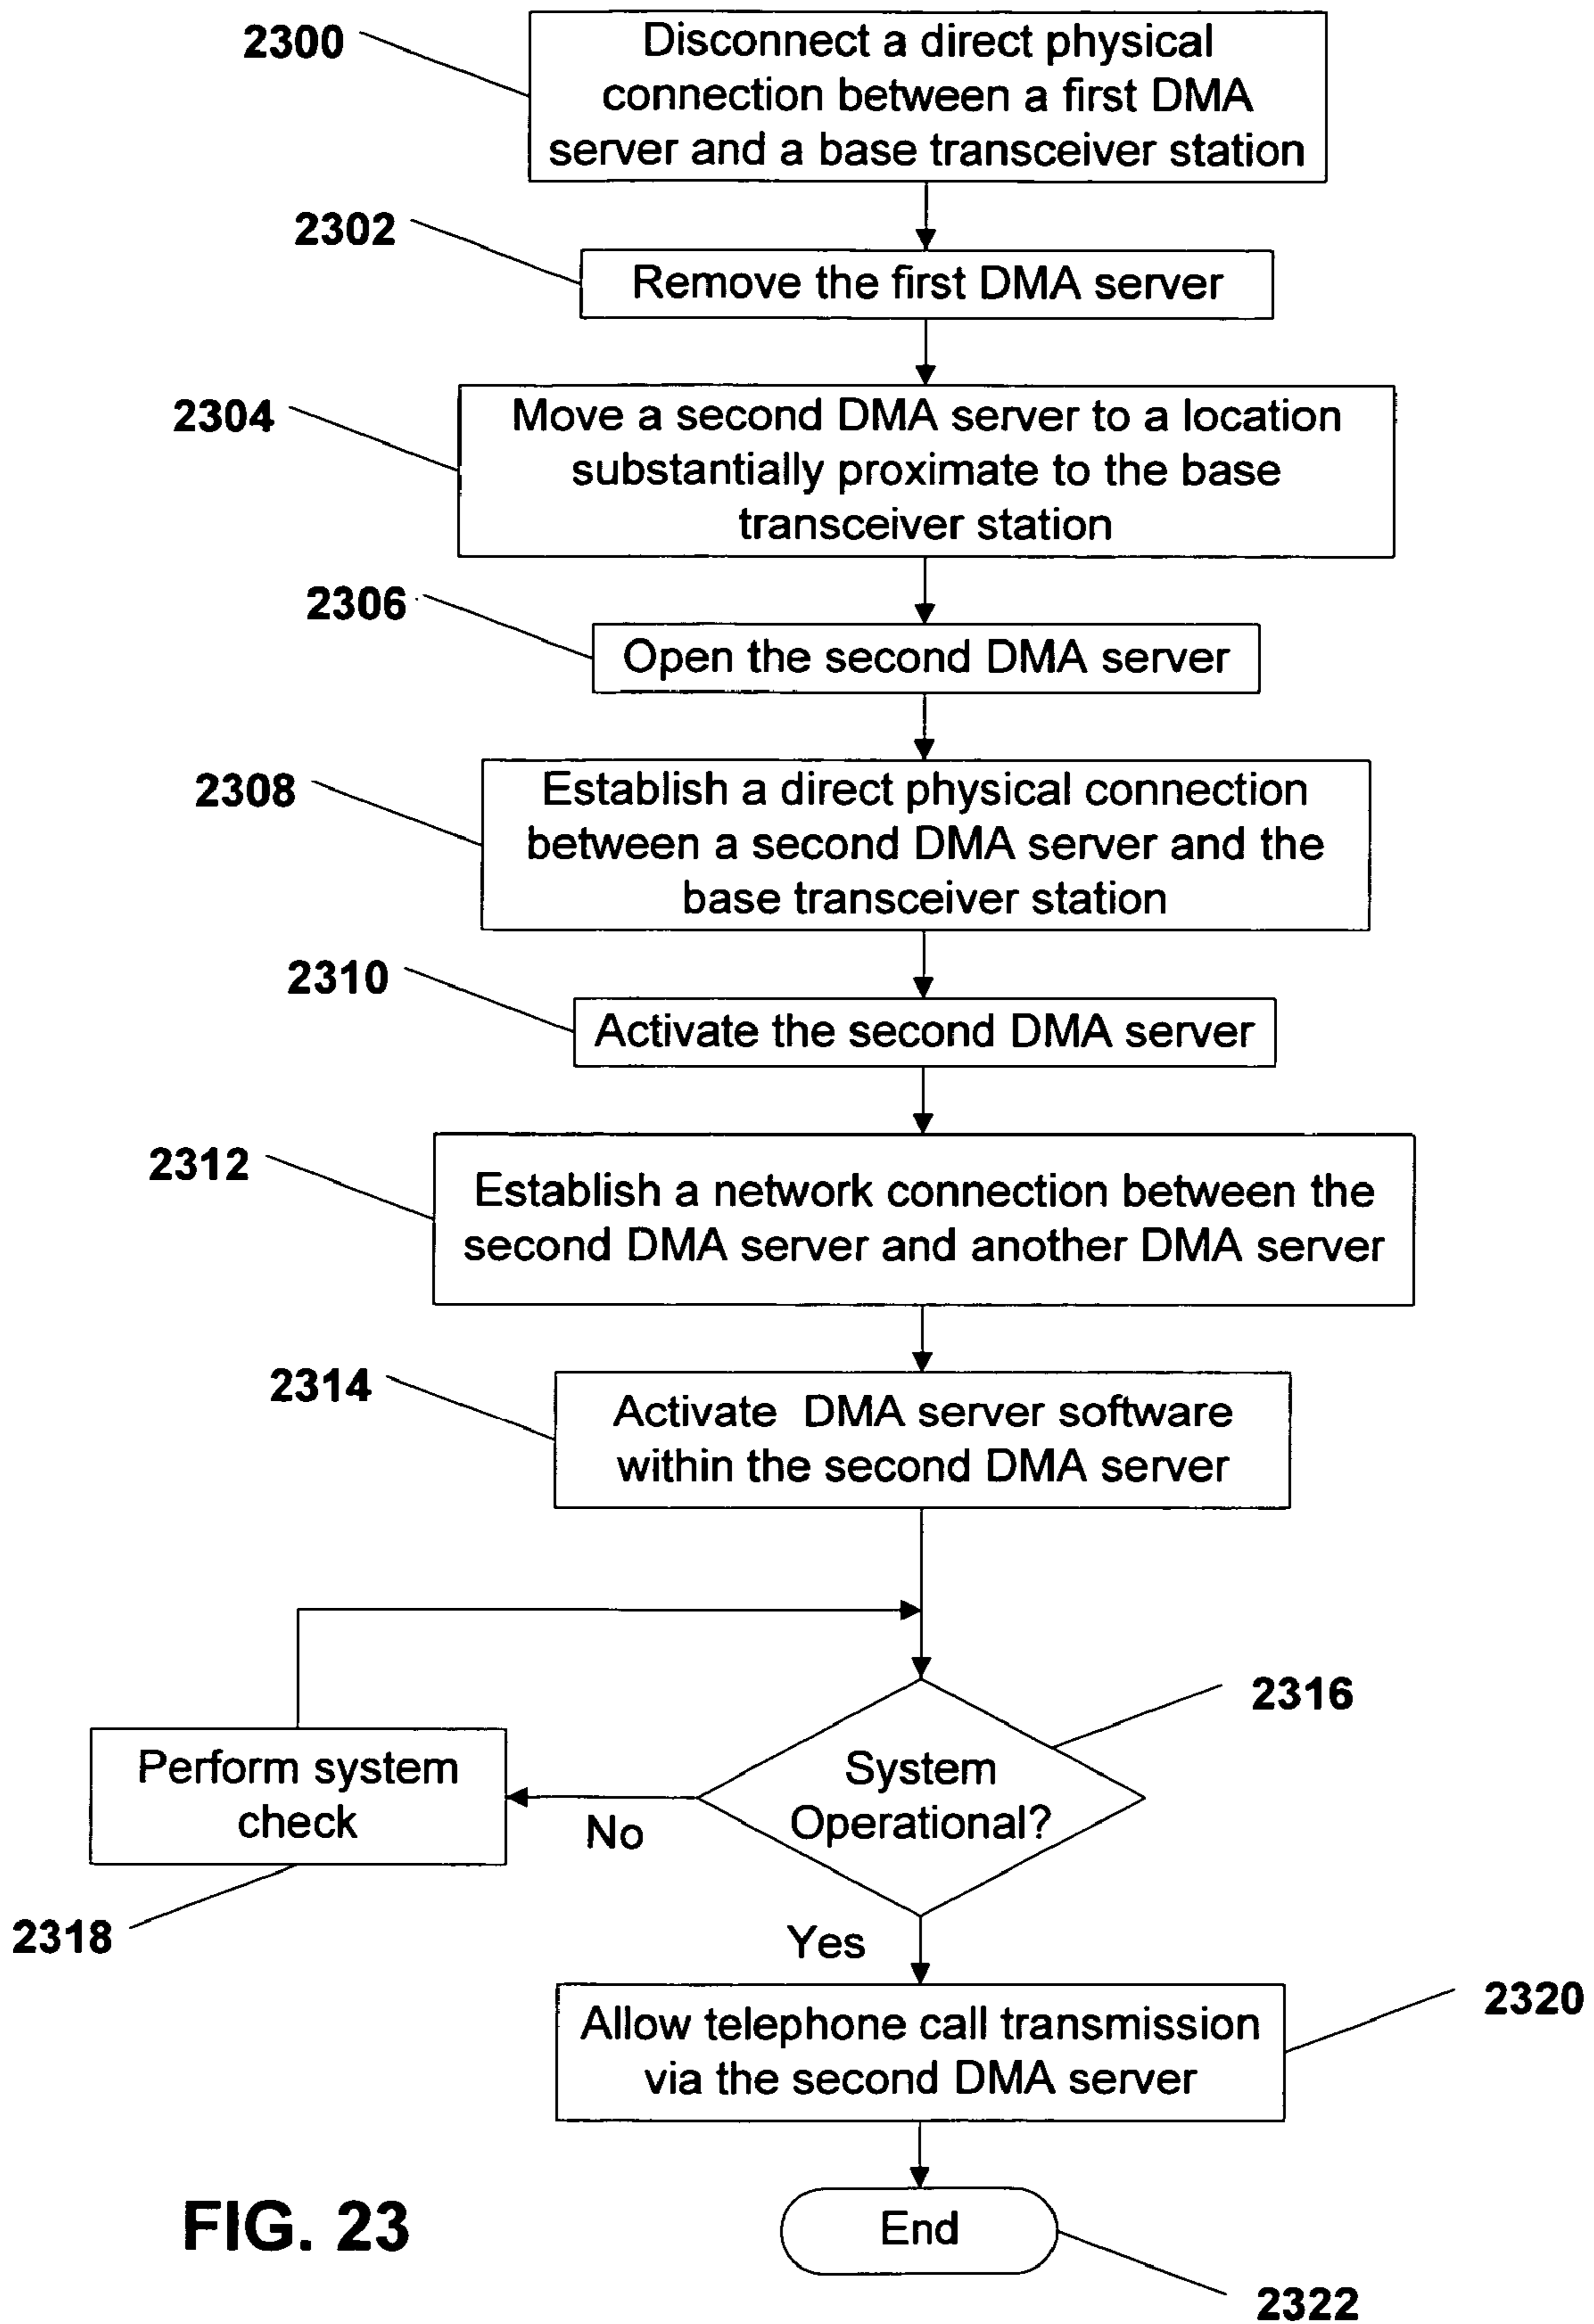 2300
Disconnect a direct physical
connection between a first DMA
server and a base transceiver station
2302
Remove the first DMA server
2304
Move a second DMA server to a location
substantially proximate to the base
transceiver station
2306
Open the second DMA server
2308
Establish a direct physical connection
between a second DMA server and the
base transceiver station
2310
Activate the second DMA server
2312
Establish a network connection between the
second DMA server and another DMA server
2314
Activate DMA server software
within the second DMA server
2316
System
Operational?
No
Perform system
check
2318
Yes
2320
Allow telephone call transmission
via the second DMA server
End
2322
FIG. 23